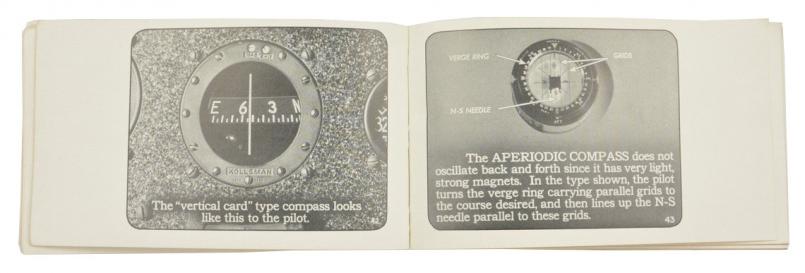 E 6 3 N
KOLLSMAN
The "vertical card" type compass looks
like this to the pilot.
42
VERGE RING
GRIDS
N-S NEEDLE
The APERIODIC COMPASS does not
oscillate back and forth since it has very light,
strong magnets. In the type shown, the pilot
turns the verge ring carrying parallel grids to
the course desired, and then lines up the N-S
needle parallel to these grids.
43